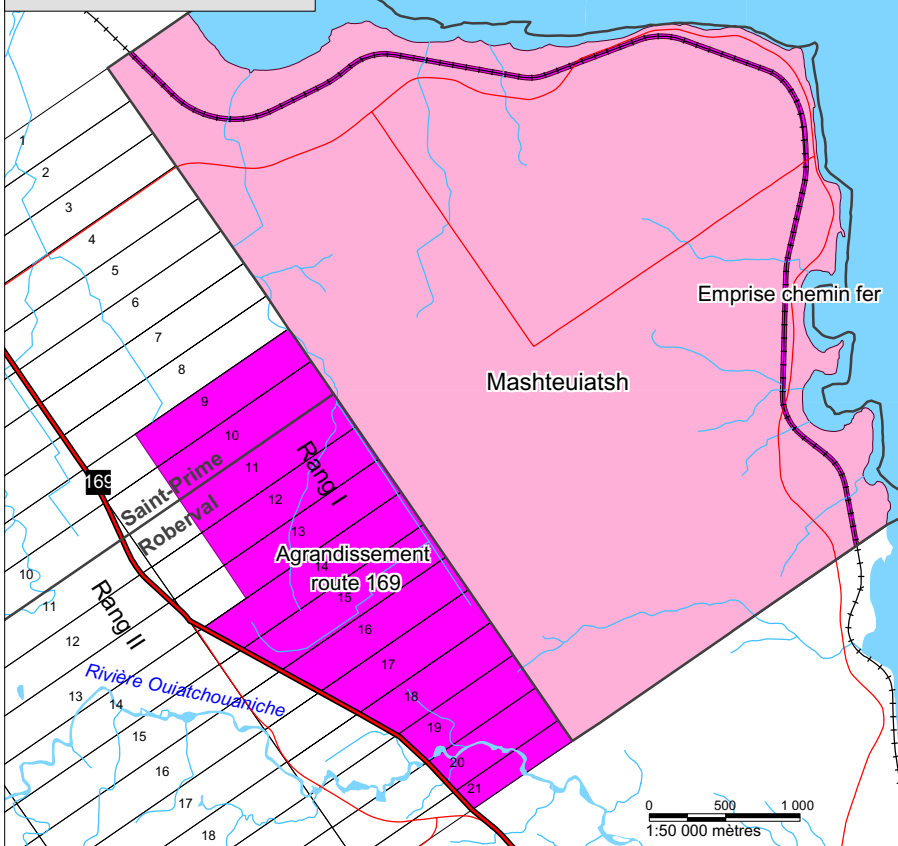 1
2
3
4
5
6
7
8
9
10
11
12
13
14
15
16
17
18
19
20
21
Rang I
Emprise chemin fer
Mashteuiatsh
169
Saint-Prime
Roberval
Agrandissement
route 169
Rang II
10
11
12
13
14
15
16
17
18
Rivière Ouiatchouaniche
0 500 1 000
1:50 000 mètres